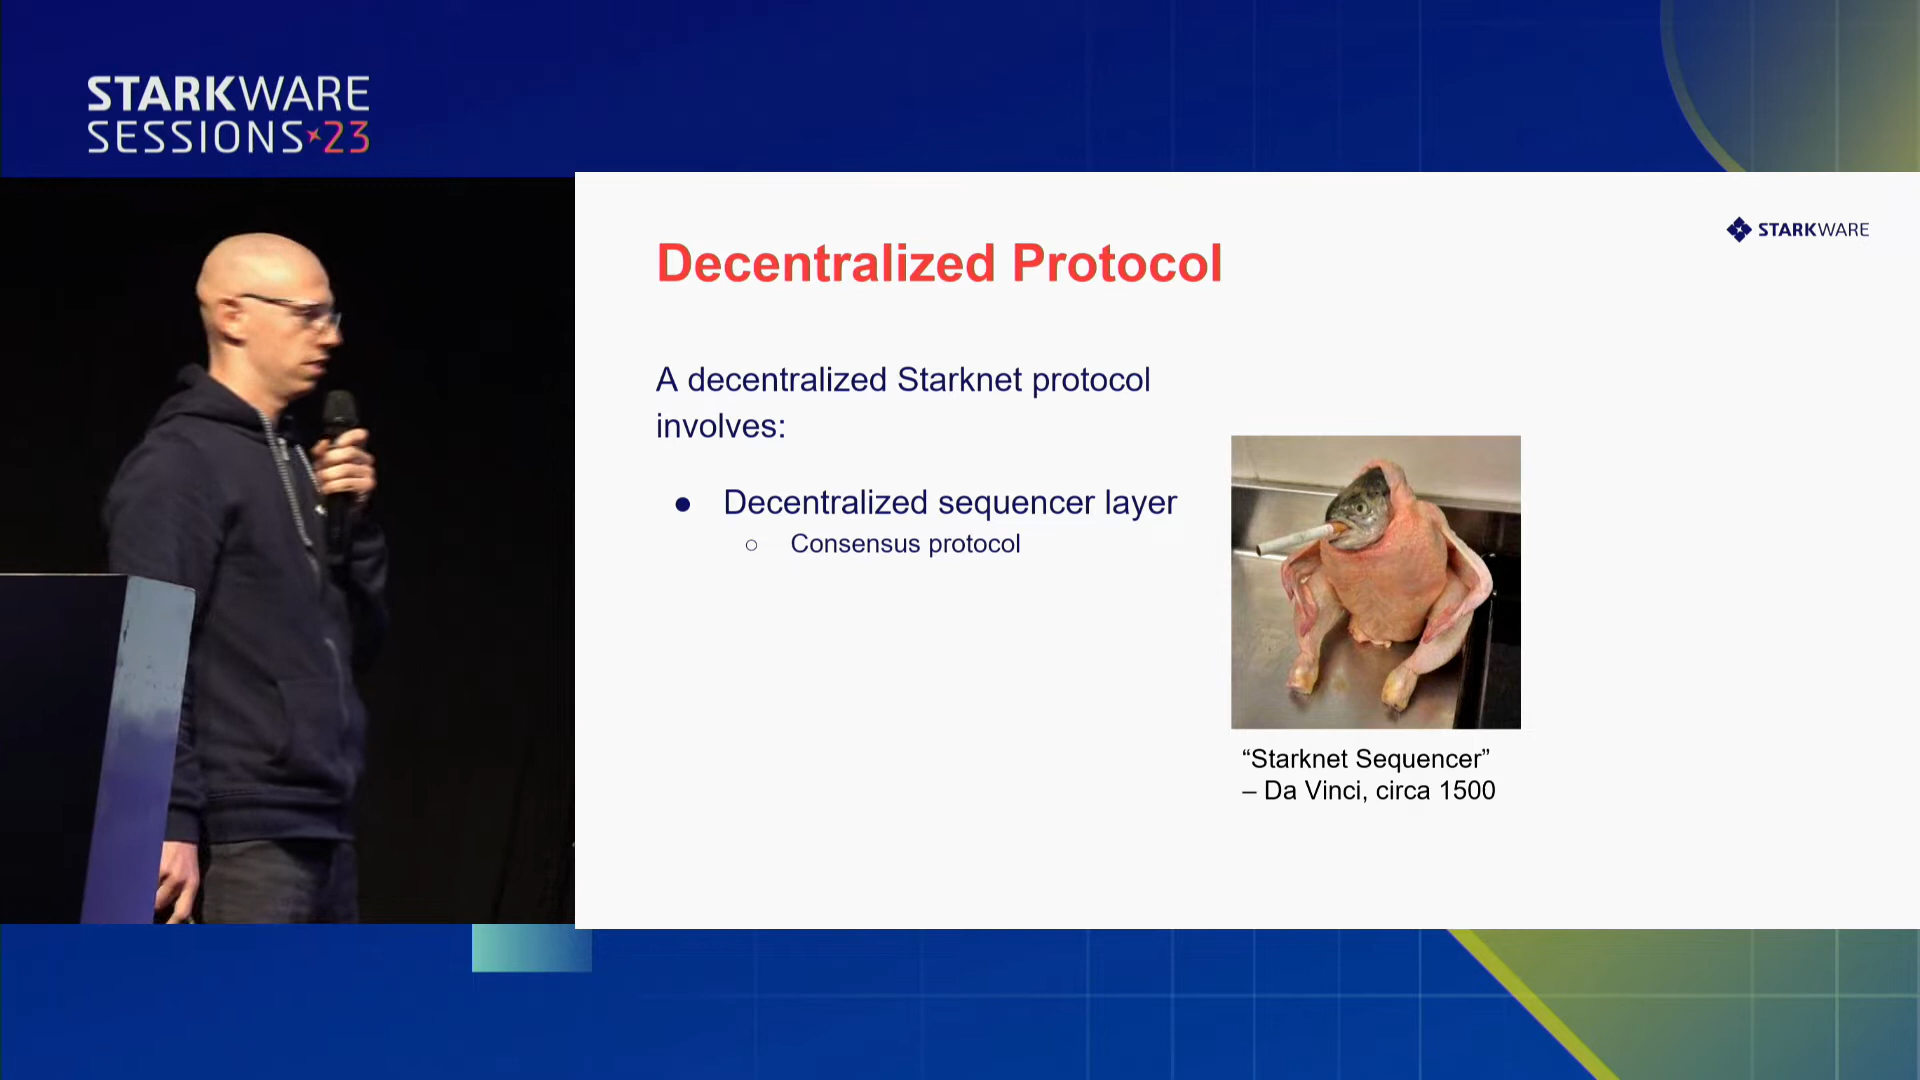 STARKWARE
SESSIONS 23
STARKWARE
Decentralized Protocol
A decentralized Starknet protocol
involves:
● Decentralized sequencer layer
○ Consensus protocol
“Starknet Sequencer”
– Da Vinci, circa 1500